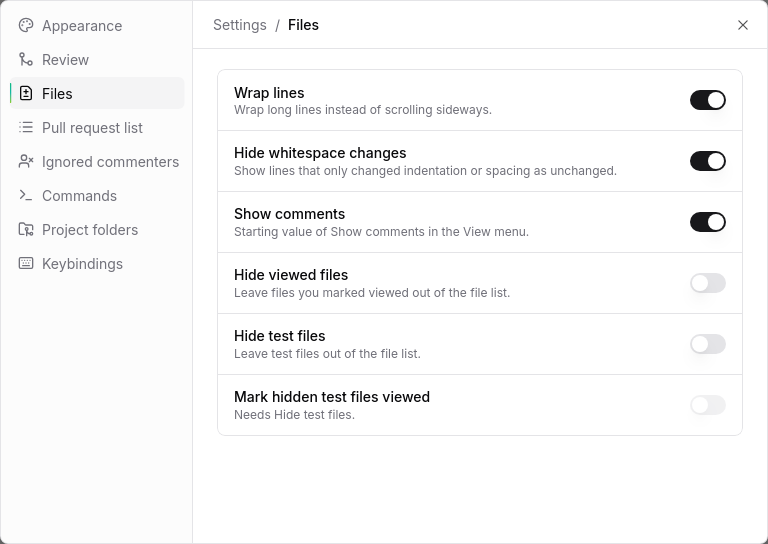 Appearance
Review
Files
Pull request list
Ignored commenters
Commands
Project folders
Keybindings
Settings / Files
Wrap lines
Wrap long lines instead of scrolling sideways.
Hide whitespace changes
Show lines that only changed indentation or spacing as unchanged.
Show comments
Starting value of Show comments in the View menu.
Hide viewed files
Leave files you marked viewed out of the file list.
Hide test files
Leave test files out of the file list.
Mark hidden test files viewed
Needs Hide test files.